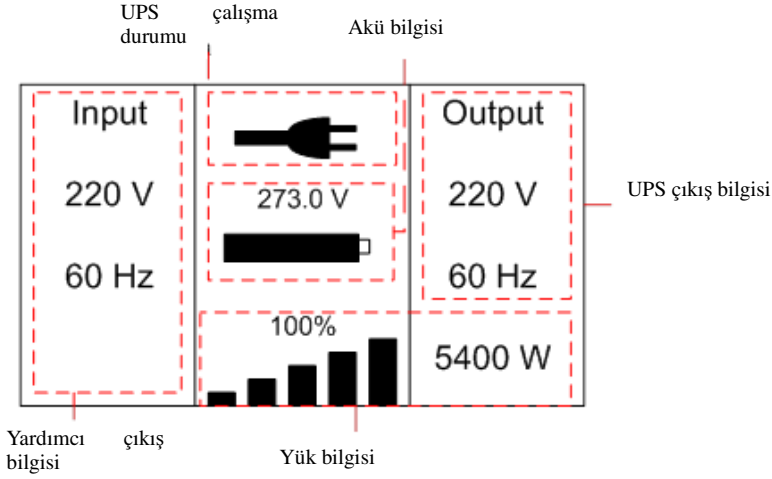 UPS çalışma
durumu
Akü bilgisi
Input
220 V
60 Hz
273.0 V
Output
220 V
60 Hz
UPS çıkış bilgisi
100%
5400 W
Yardımcı çıkış
bilgisi
Yük bilgisi